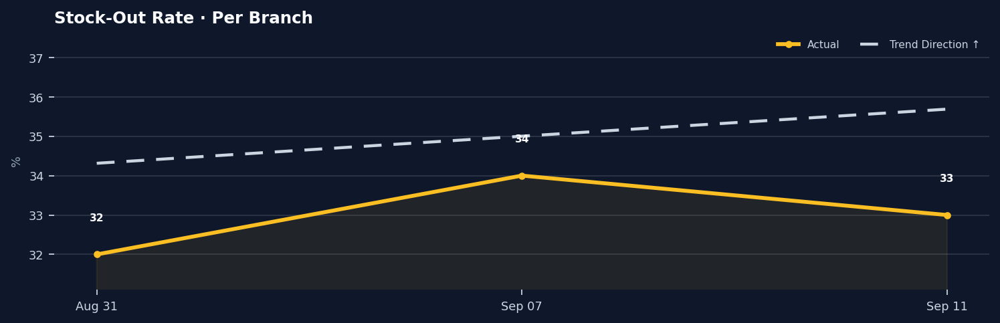 Stock-Out Rate · Per Branch
Actual
Trend Direction ↑
37
36
35
34
33
32
%
32
34
33
Aug 31
Sep 07
Sep 11